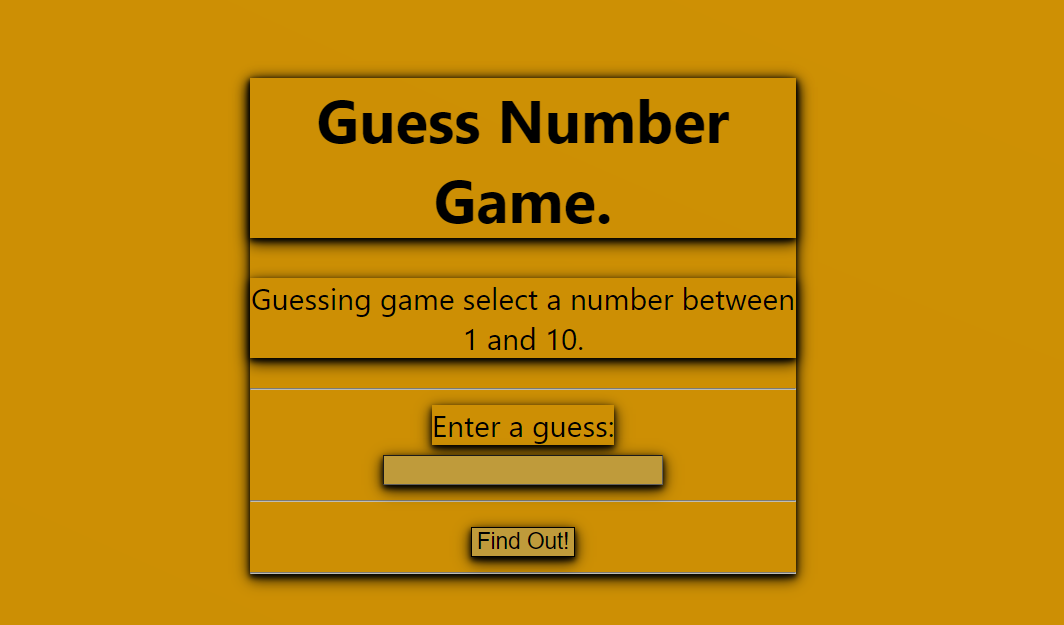 Guess Number
Game.
Guessing game select a number between
1 and 10.
Enter a guess:
Find Out!